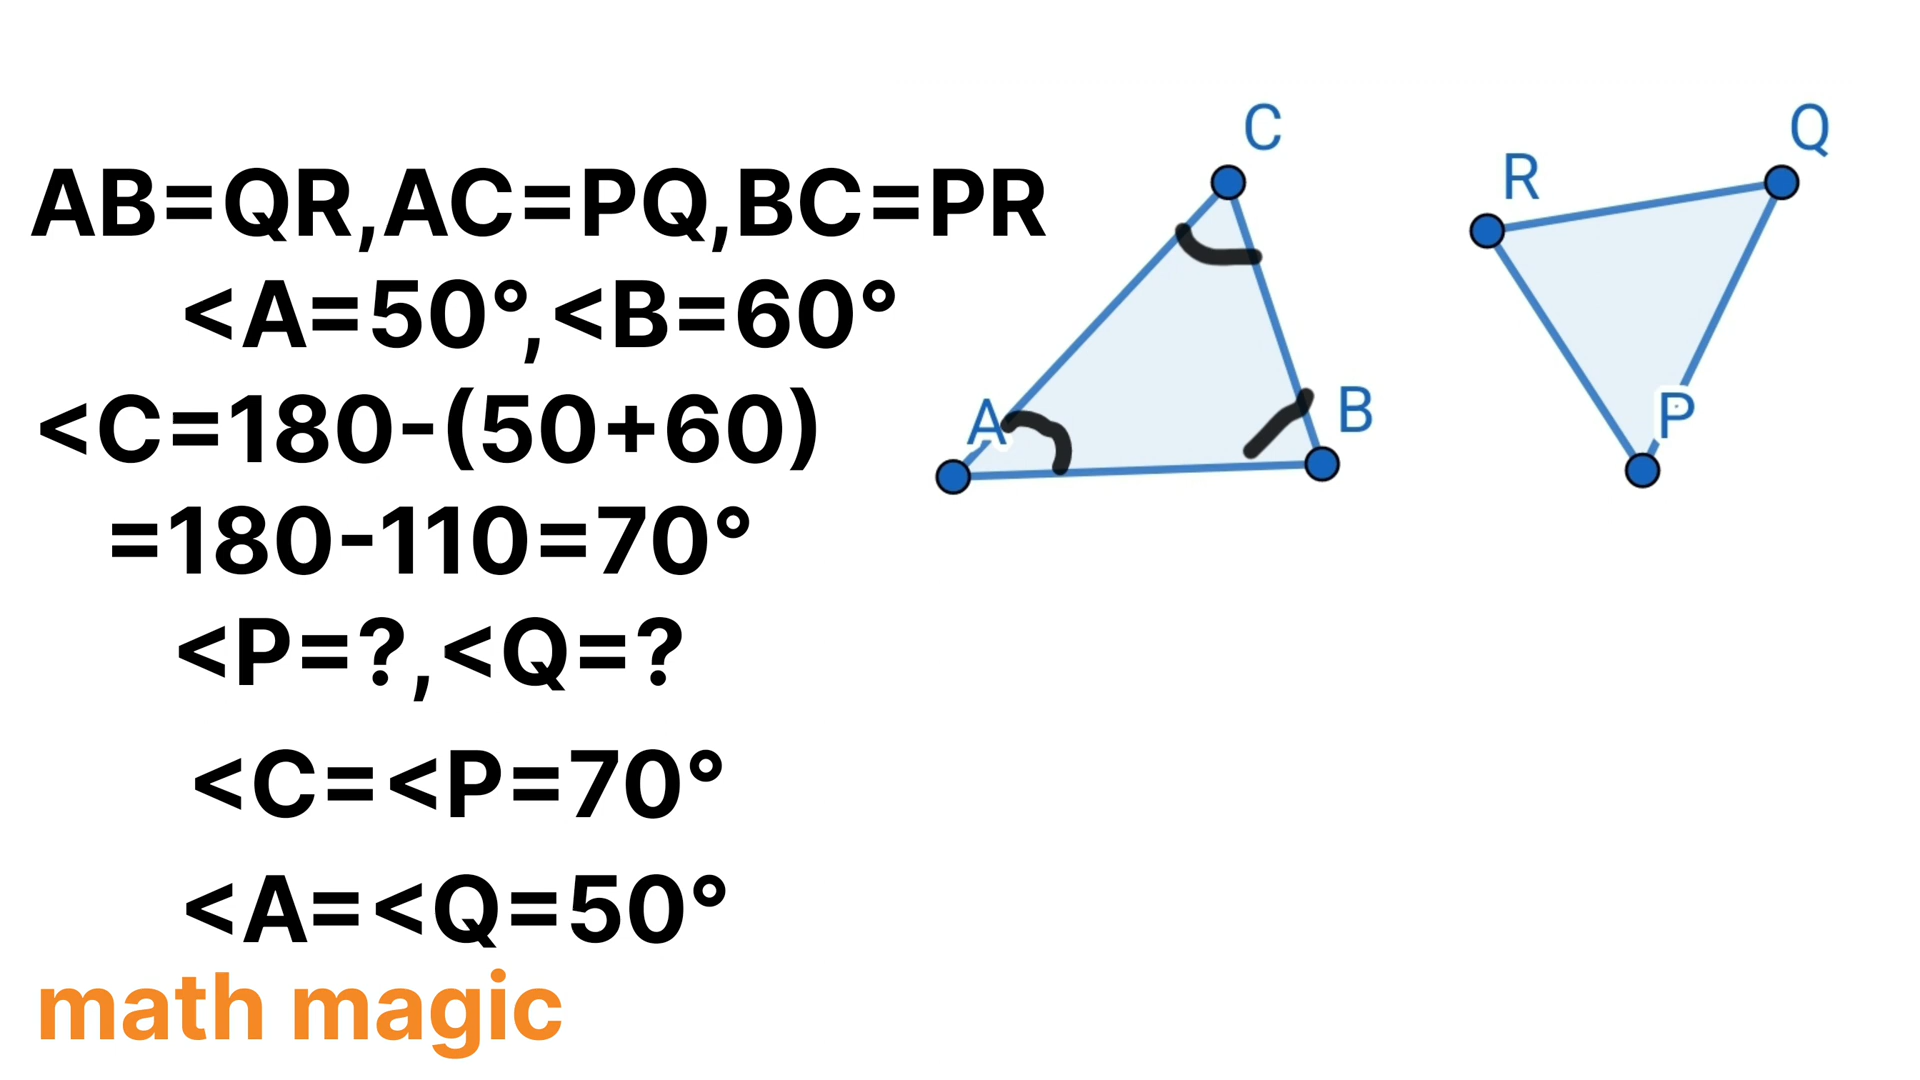 AB=QR,AC=PQ,BC=PR
<A=50°,<B=60°
<C=180-(50+60)
=180-110=70°
<P=?,<Q=?
<C=<P=70°
<A=<Q=50°
math magic
C
A
B
R
Q
P